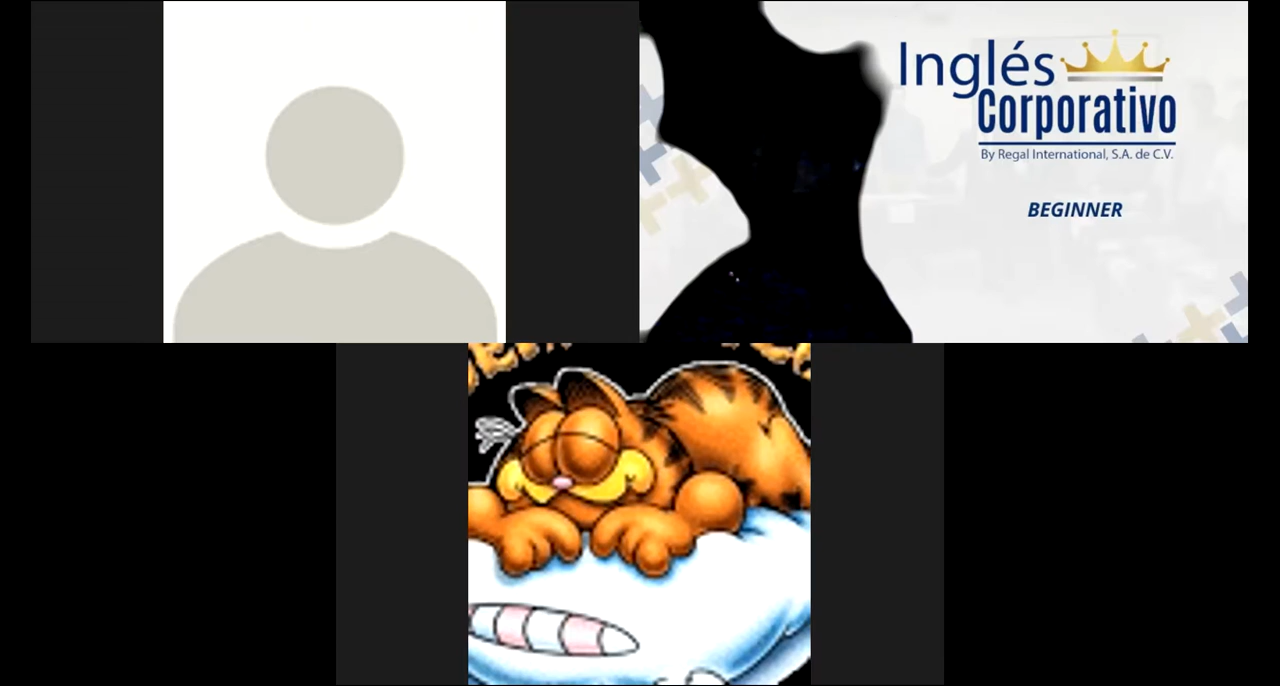 Inglés
Corporativo
By Regal International, S.A. de C.V.
BEGINNER